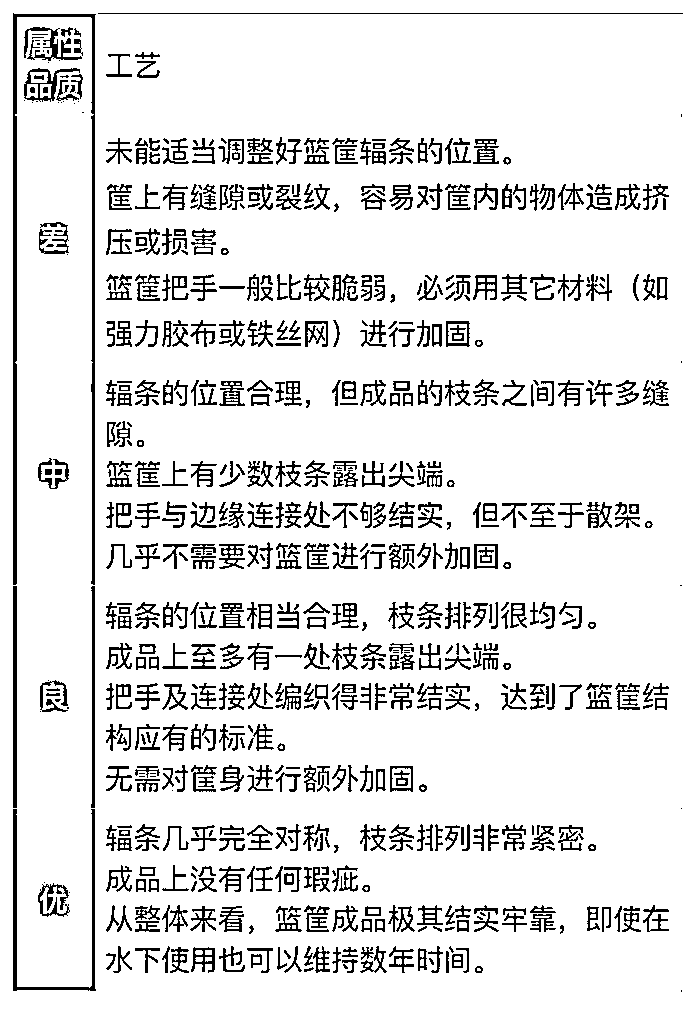 属性
品质
工艺
差
未能适当调整好篮筐辐条的位置。
筐上有缝隙或裂纹，容易对筐内的物体造成挤
压或损害。
篮筐把手一般比较脆弱，必须用其它材料（如
强力胶布或铁丝网）进行加固。
中
辐条的位置合理，但成品的枝条之间有许多缝
隙。
篮筐上有少数枝条露出尖端。
把手与边缘连接处不够结实，但不至于散架。
几乎不需要对篮筐进行额外加固。
良
辐条的位置相当合理，枝条排列很均匀。
成品上至多有一处枝条露出尖端。
把手及连接处编织得非常结实，达到了篮筐结
构应有的标准。
无需对筐身进行额外加固。
优
辐条几乎完全对称，枝条排列非常紧密。
成品上没有任何瑕疵。
从整体来看，篮筐成品极其结实牢靠，即使在
水下使用也可以维持数年时间。